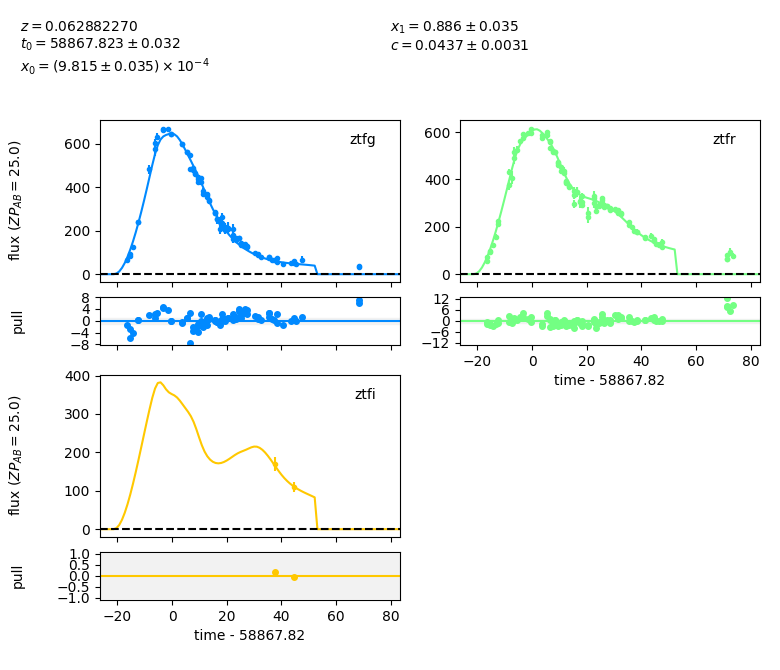 z = 0.062882270
t₀ = 58867.823 ± 0.032
x₀ = (9.815 ± 0.035) × 10⁻⁴
x₁ = 0.886 ± 0.035
c = 0.0437 ± 0.0031
flux (ZP_AB = 25.0)
600
400
200
0
ztfg
600
400
200
0
ztfr
pull
8
4
0
−4
−8
12
6
0
−6
−12
−20 0 20 40 60 80
time - 58867.82
flux (ZP_AB = 25.0)
400
300
200
100
0
ztfi
pull
1.0
0.5
0.0
−0.5
−1.0
−20 0 20 40 60 80
time - 58867.82